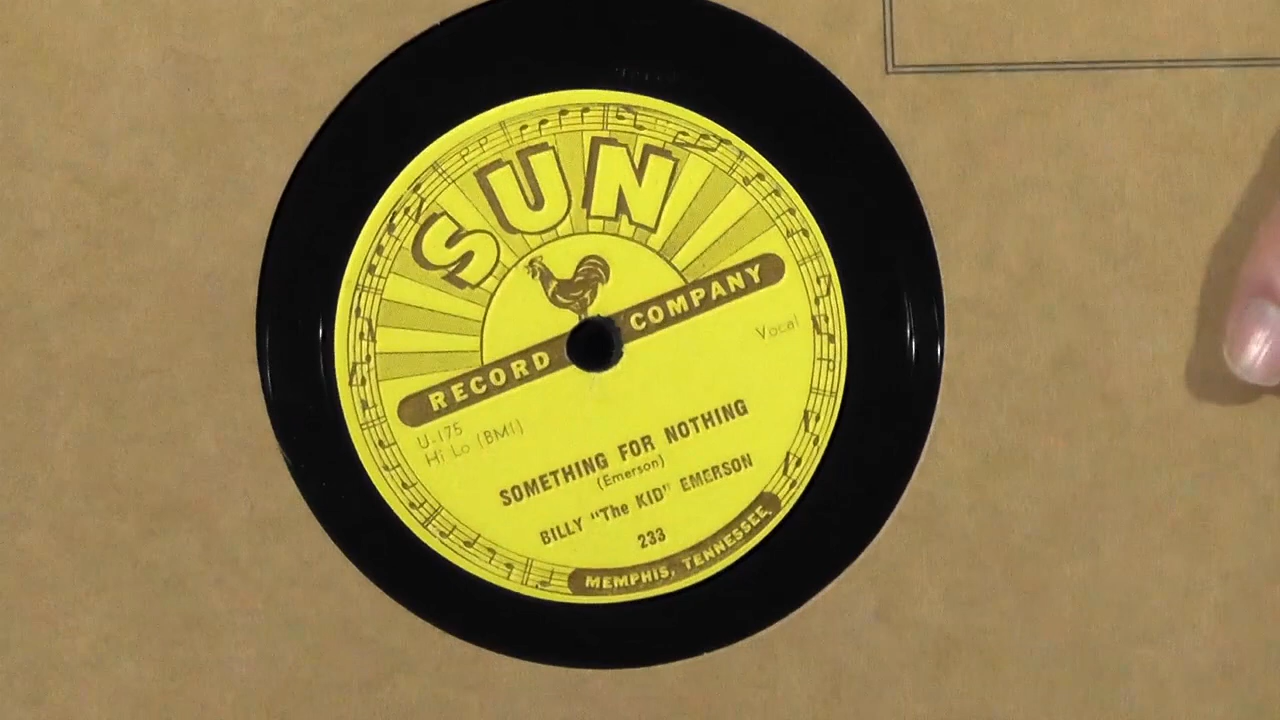 SUN
RECORD COMPANY
Vocal
U-175
Hi Lo (BMI)
SOMETHING FOR NOTHING
(Emerson)
BILLY "The KID" EMERSON
233
MEMPHIS, TENNESSEE